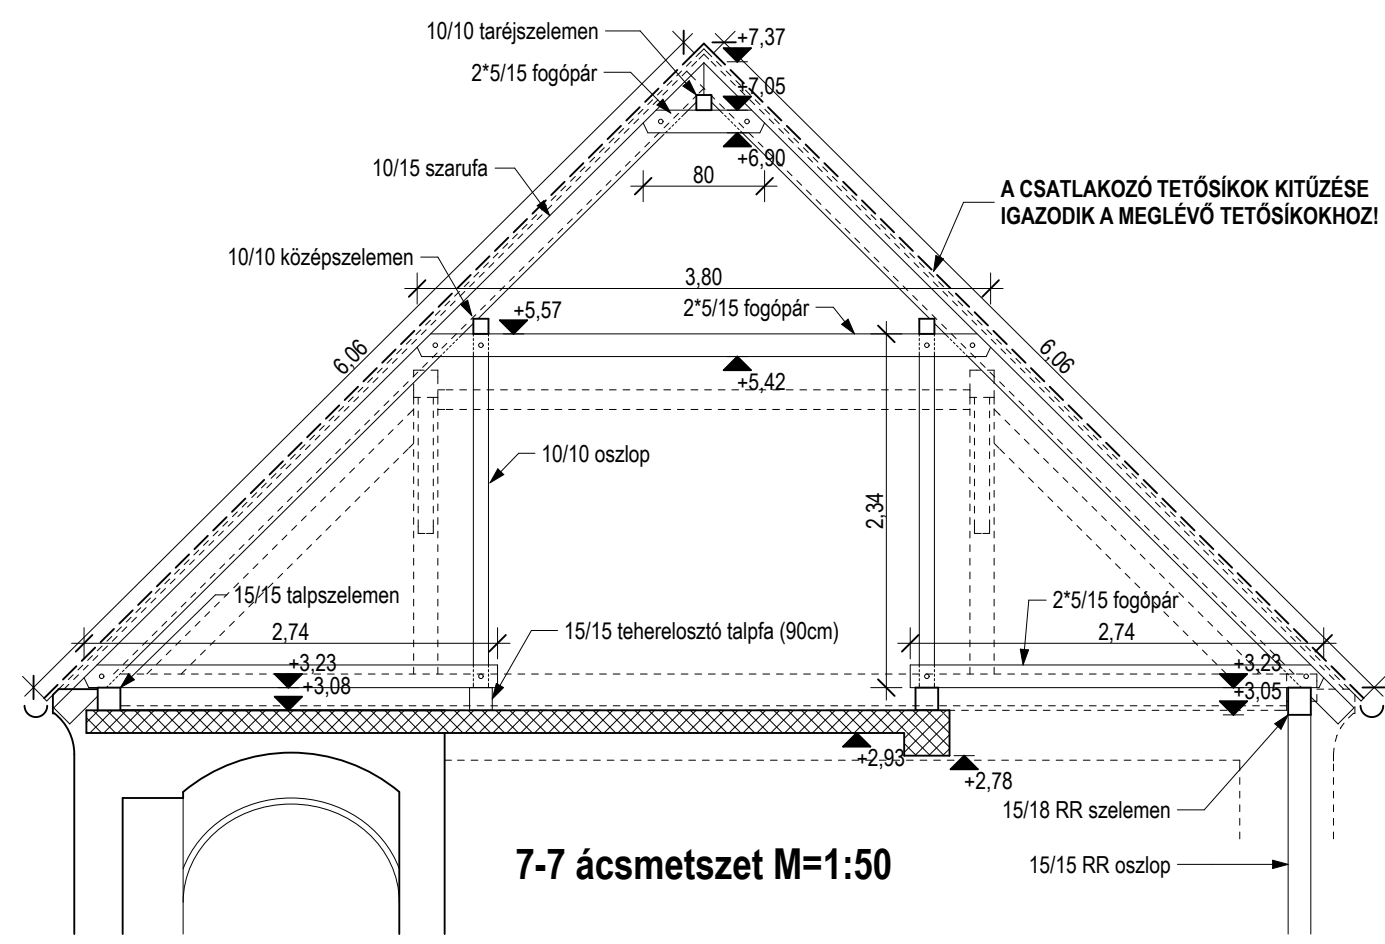 10/10 taréjszelemen
+7,37
2*5/15 fogópár
+7,05
+6,90
10/15 szarufa
80
A CSATLAKOZÓ TETŐSÍKOK KITŰZÉSE
IGAZODIK A MEGLÉVŐ TETŐSÍKOKHOZ!
10/10 középszelemen
3,80
+5,57
2*5/15 fogópár
6,06
6,06
+5,42
10/10 oszlop
2,34
15/15 talpszelemen
2*5/15 fogópár
2,74
15/15 teherelosztó talpfa (90cm)
2,74
+3,23
+3,23
+3,08
+3,05
+2,93
+2,78
15/18 RR szelemen
7-7 ácsmetszet M=1:50
15/15 RR oszlop